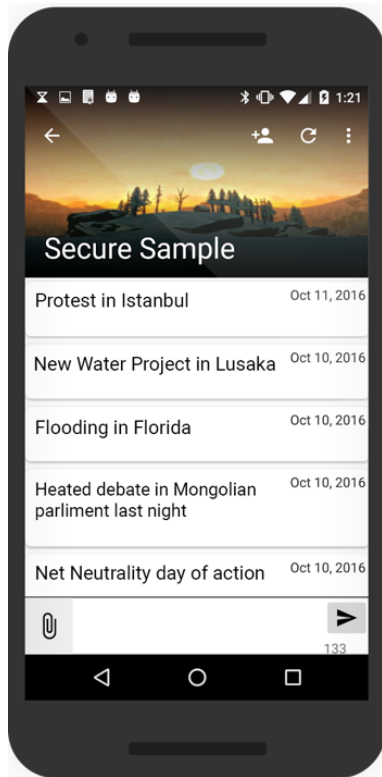 1:21
Secure Sample
Protest in Istanbul
Oct 11, 2016
New Water Project in Lusaka
Oct 10, 2016
Flooding in Florida
Oct 10, 2016
Heated debate in Mongolian
Oct 10, 2016
parliment last night
Net Neutrality day of action
Oct 10, 2016
133